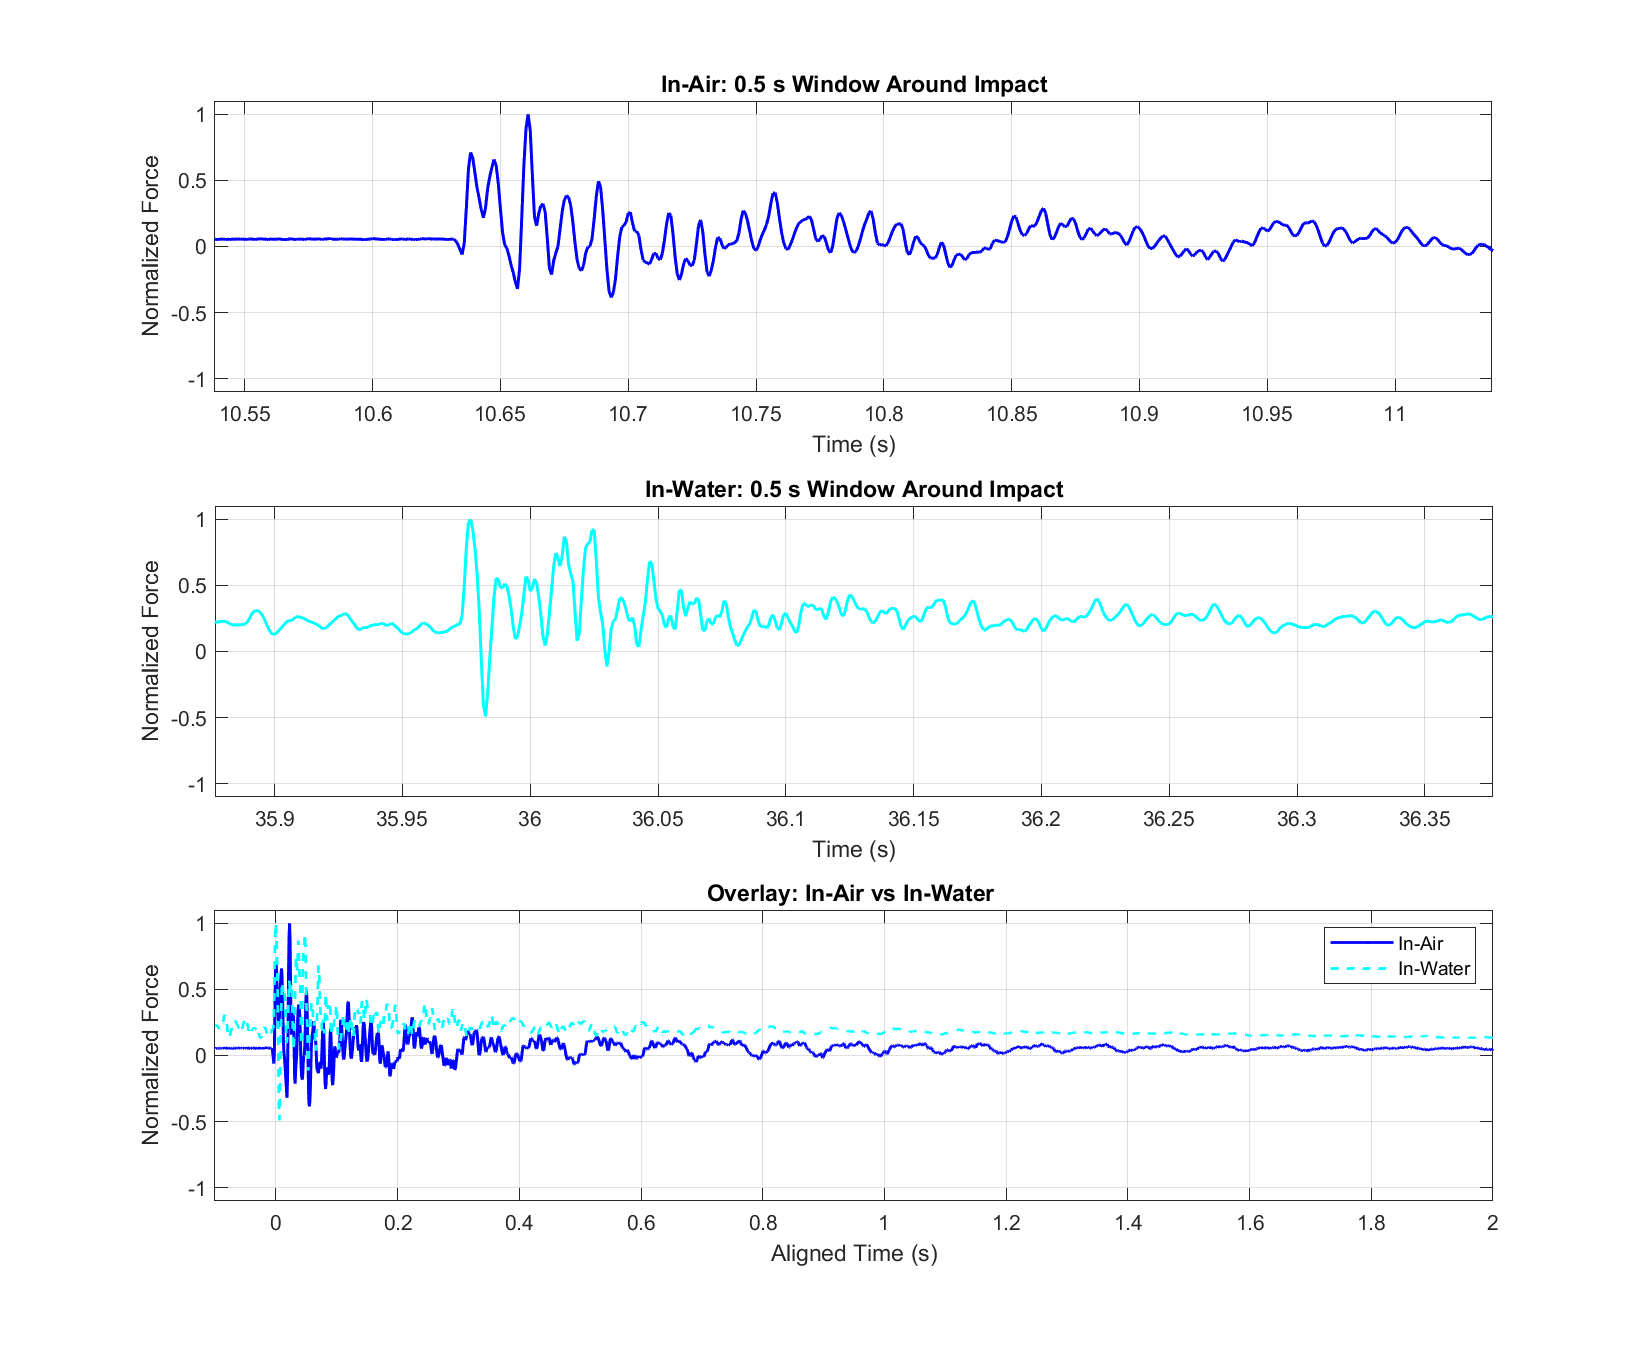 In-Air: 0.5 s Window Around Impact
1
0.5
0
-0.5
-1
Normalized Force
10.55 10.6 10.65 10.7 10.75 10.8 10.85 10.9 10.95 11
Time (s)
In-Water: 0.5 s Window Around Impact
1
0.5
0
-0.5
-1
Normalized Force
35.9 35.95 36 36.05 36.1 36.15 36.2 36.25 36.3 36.35
Time (s)
Overlay: In-Air vs In-Water
1
0.5
0
-0.5
-1
Normalized Force
In-Air
In-Water
0 0.2 0.4 0.6 0.8 1 1.2 1.4 1.6 1.8 2
Aligned Time (s)